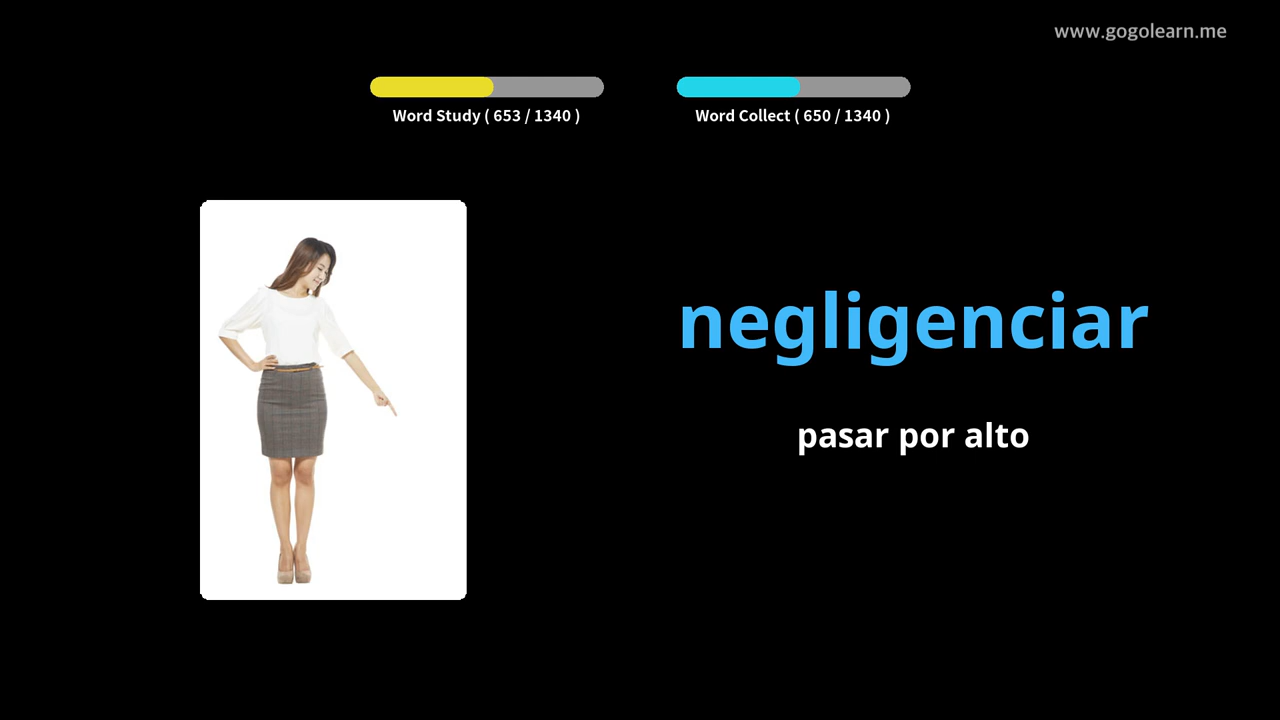 www.gogolearn.me
Word Study ( 653 / 1340 )
Word Collect ( 650 / 1340 )
negligenciar
pasar por alto